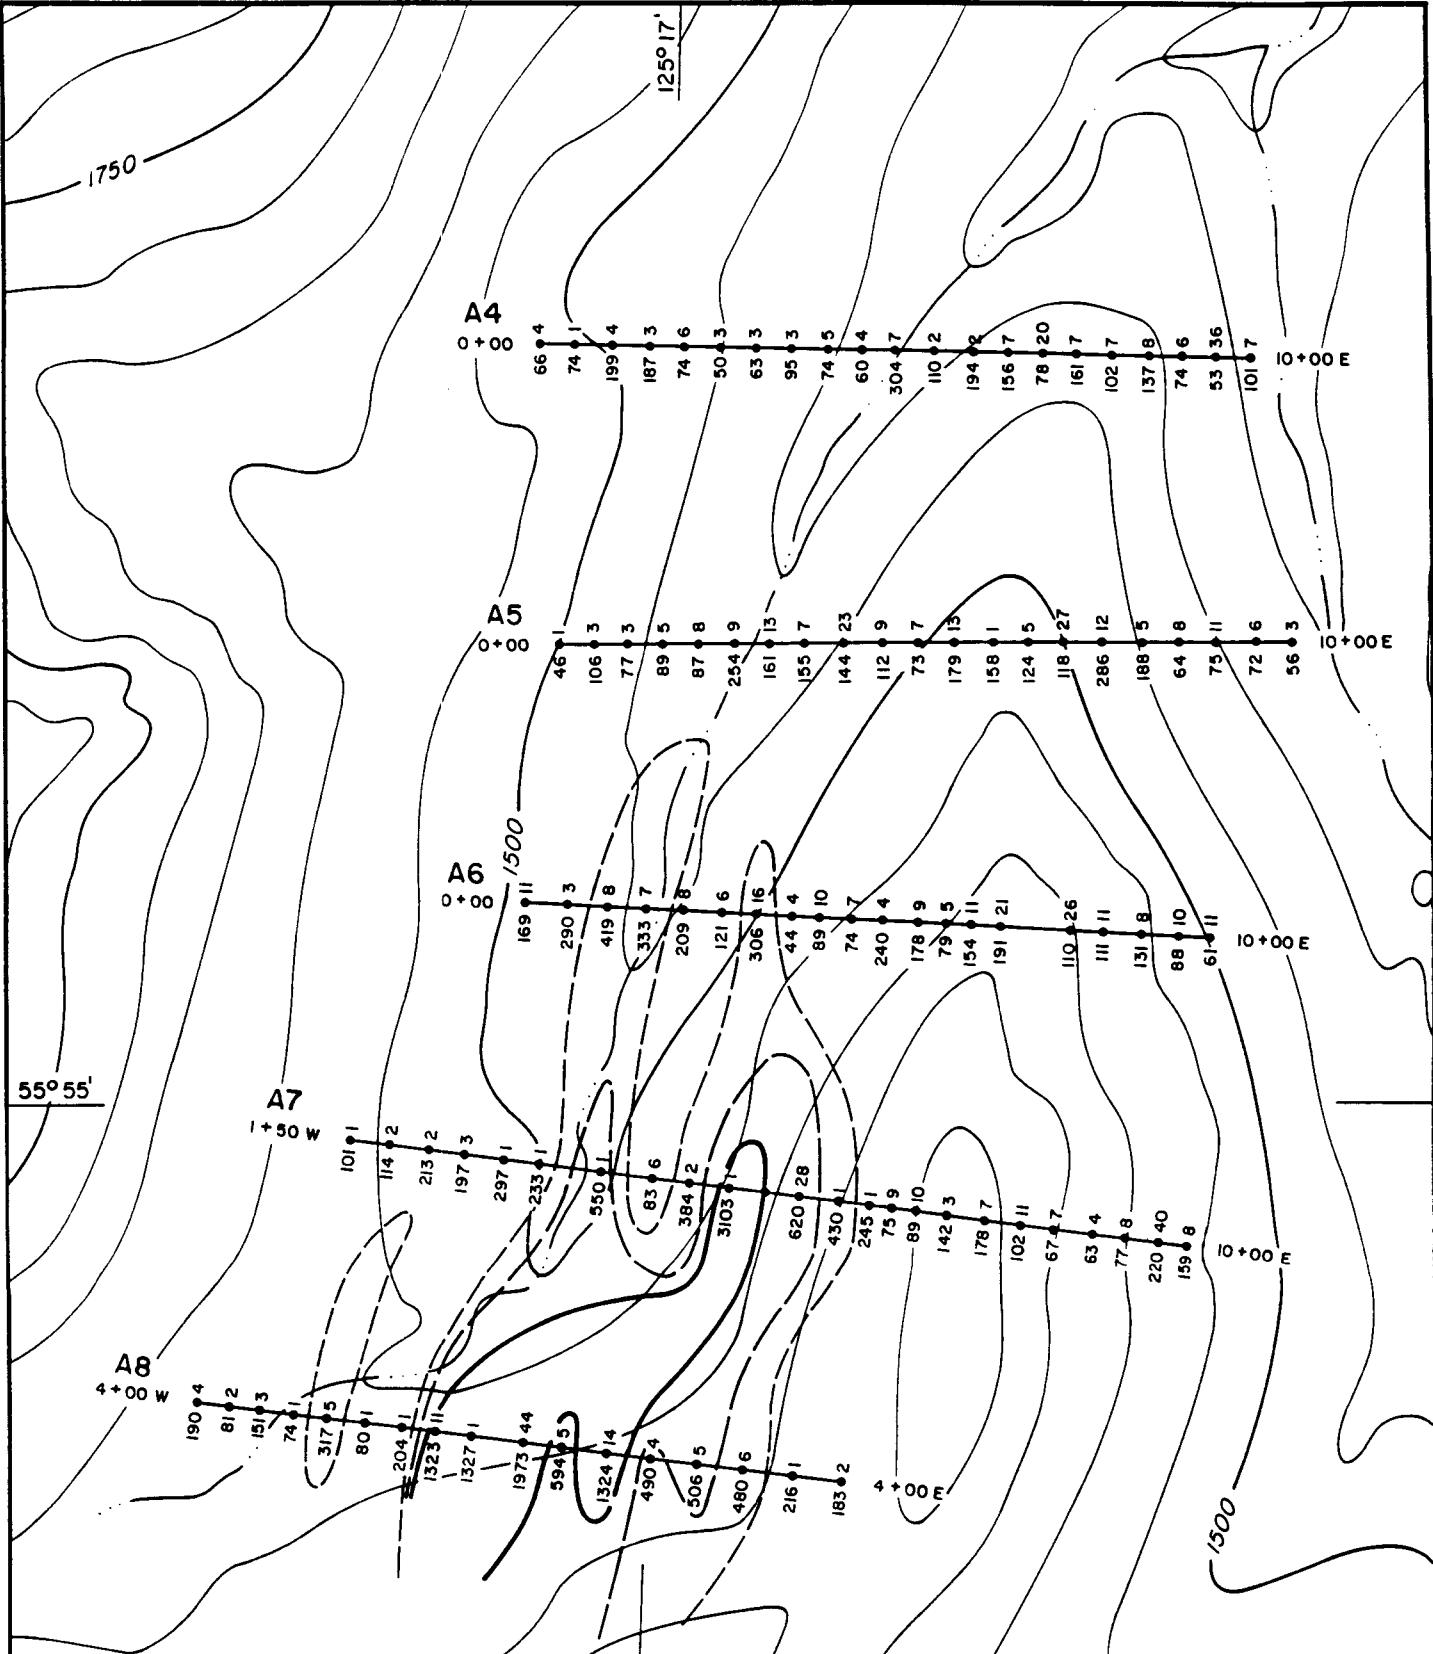 125° 17'
1750
A4
0+00 4 1 4 3 6 3 3 3 5 4 7 2 2 7 20 7 7 8 6 36 7 10+00 E
66 74 199 187 74 50 63 95 74 60 304 110 194 156 78 161 102 137 74 53 101
A5
0+00 1 3 3 5 8 9 13 7 23 9 7 13 1 5 27 12 5 8 11 6 3 10+00 E
46 106 77 89 87 254 161 155 144 112 73 179 158 124 118 286 188 64 75 72 56
1500
A6
0+00 11 3 8 7 8 6 16 4 10 7 4 9 5 11 21 26 11 8 10 11 10+00 E
169 290 419 333 209 121 306 44 89 74 240 178 79 154 191 110 111 131 88 61
55° 55'
A7
1+50 W 1 2 2 3 1 1 1 6 2 1 28 1 1 9 10 3 7 11 7 4 8 40 8 10+00 E
101 114 213 197 297 233 550 83 384 3103 620 430 245 75 89 142 178 102 67 63 77 220 159
A8
4+00 W 4 2 3 1 5 1 1 11 1 44 5 14 4 5 6 1 2 4+00 E
190 81 151 74 317 80 204 1323 1327 1973 594 1324 490 506 480 216 183
1500